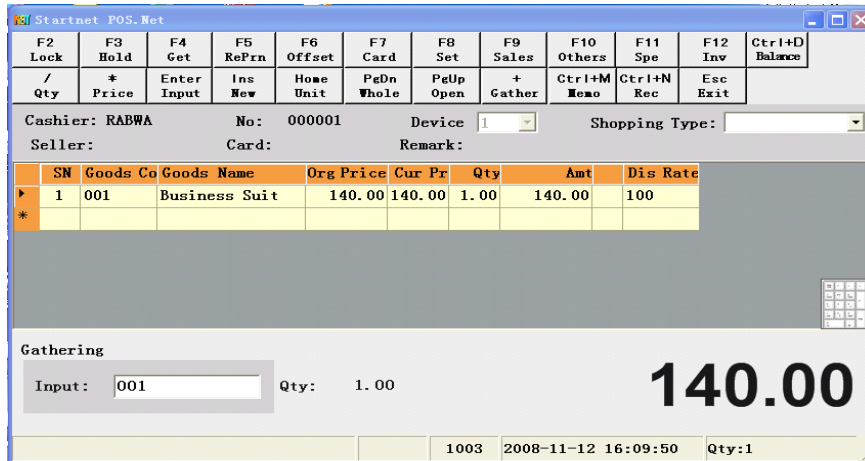 Startnet POS.Net
F2 F3 F4 F5 F6 F7 F8 F9 F10 F11 F12 Ctrl+D
Lock Hold Get RePrn Offset Card Set Sales Others Spe Inv Balance
/ * Enter Ins Home PgDn PgUp + Ctrl+M Ctrl+N Esc
Qty Price Input New Unit Whole Open Gather Memo Rec Exit
Cashier: RABWA No: 000001 Device 1 Shopping Type:
Seller: Card: Remark:
SN Goods Co Goods Name Org Price Cur Pr Qty Amt Dis Rate
1 001 Business Suit 140.00 140.00 1.00 140.00 100
*
Gathering
Input: 001 Qty: 1.00 140.00
1003 2008-11-12 16:09:50 Qty:1